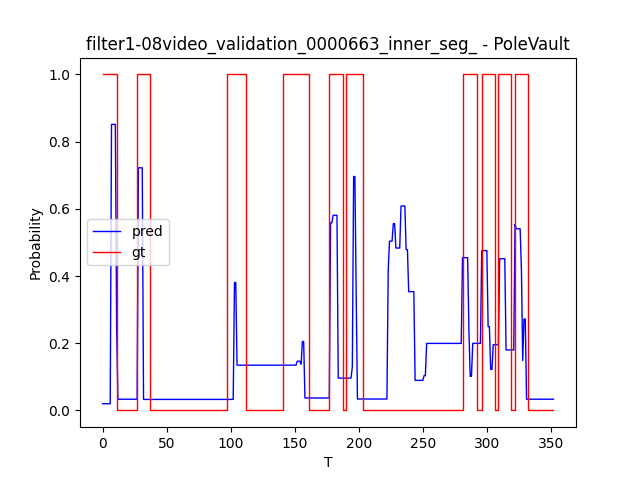 filter1-08video_validation_0000663_inner_seg_ - PoleVault
1.0
0.8
0.6
0.4
0.2
0.0
Probability
pred
gt
0 50 100 150 200 250 300 350
T